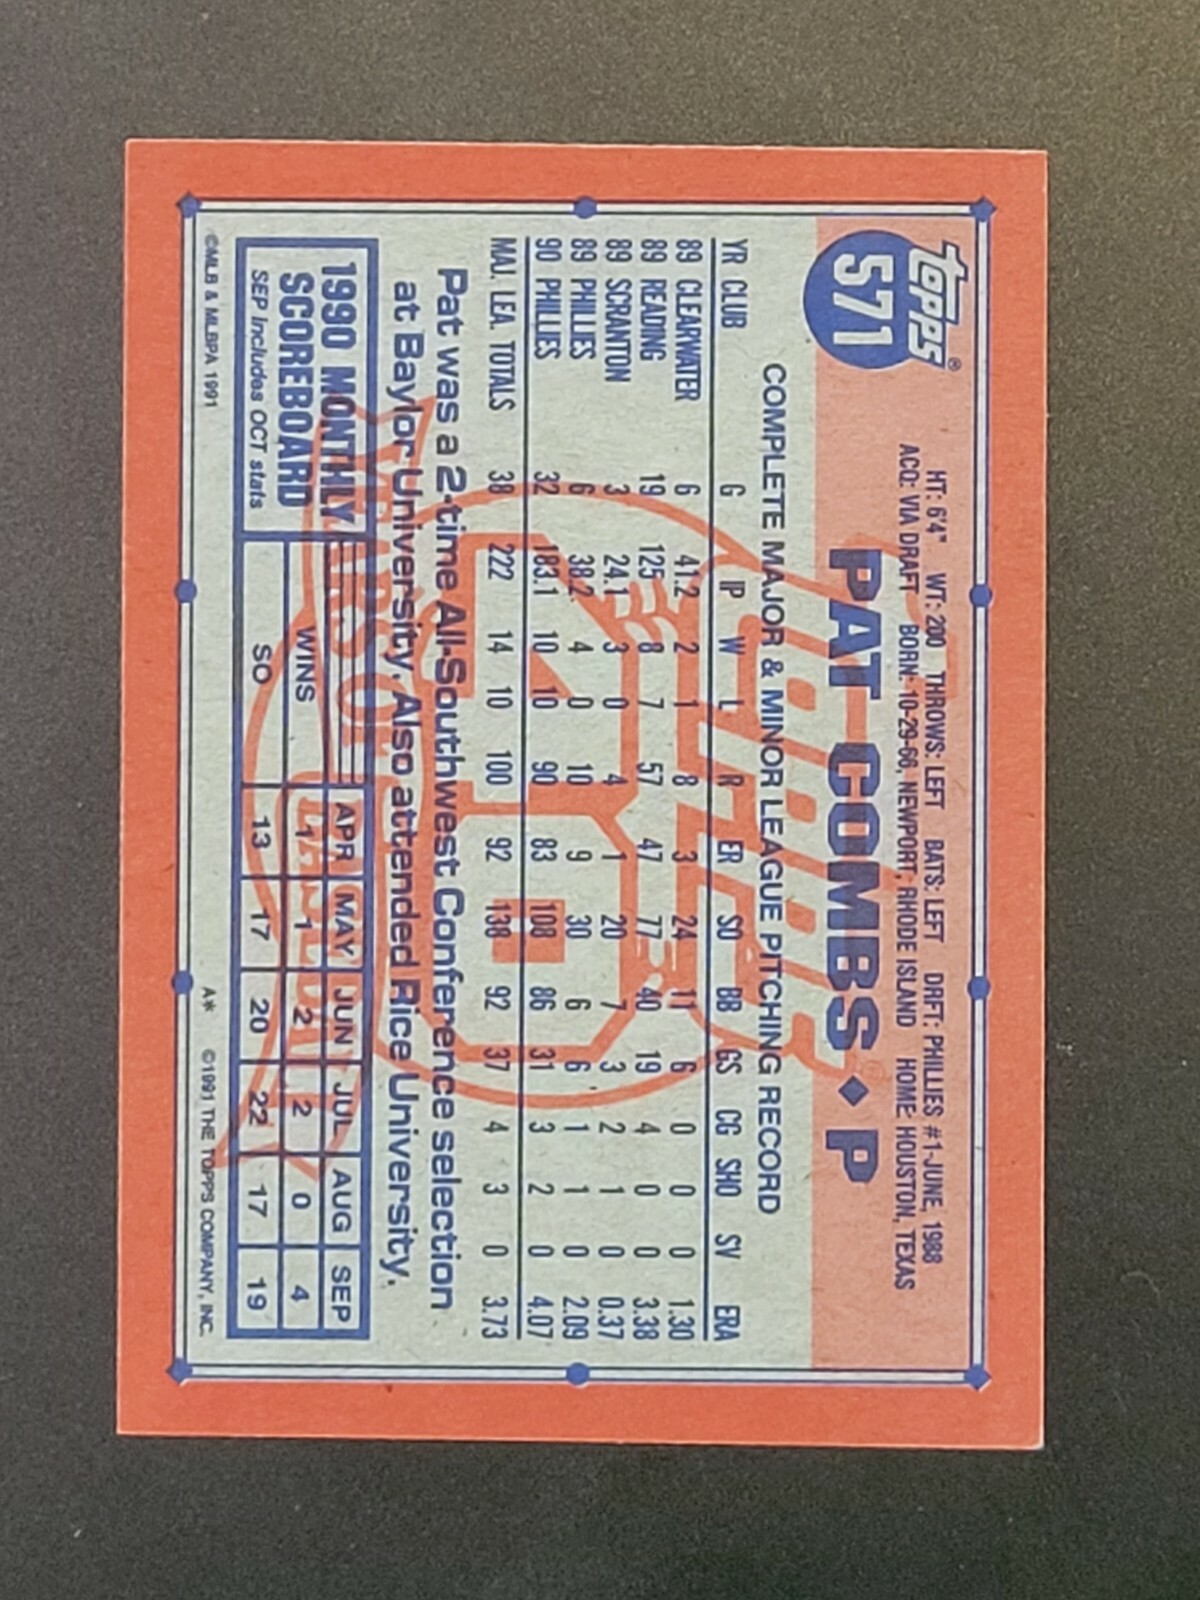 topps®
571
HT: 6'4" WT: 200 THROWS: LEFT BATS: LEFT DRFT: PHILLIES #1-JUNE, 1988
ACQ: VIA DRAFT BORN: 10-29-66, NEWPORT, RHODE ISLAND HOME: HOUSTON, TEXAS
PAT COMBS ◆ P
COMPLETE MAJOR & MINOR LEAGUE PITCHING RECORD
YR CLUB G IP W L R ER SO BB GS CG SHO SV ERA
89 CLEARWATER 6 41.2 2 1 8 3 24 11 6 0 0 0 1.30
89 READING 19 125 8 7 57 47 77 40 19 4 0 0 3.38
89 SCRANTON 3 24.1 3 0 4 1 20 7 3 2 1 0 0.37
89 PHILLIES 6 38.2 4 0 10 9 30 6 6 1 1 0 2.09
90 PHILLIES 32 183.1 10 10 90 83 108 86 31 3 2 0 4.07
MAJ. LEA. TOTALS 38 222 14 10 100 92 138 92 37 4 3 0 3.73
Pat was a 2-time All-Southwest Conference selection
at Baylor University. Also attended Rice University.
1990 MONTHLY
SCOREBOARD
SEP Includes OCT stats
APR MAY JUN JUL AUG SEP
WINS 1 1 2 2 0 4
SO 13 17 20 22 17 19
©MLB & MLBPA 1991 A* ©1991 THE TOPPS COMPANY, INC.